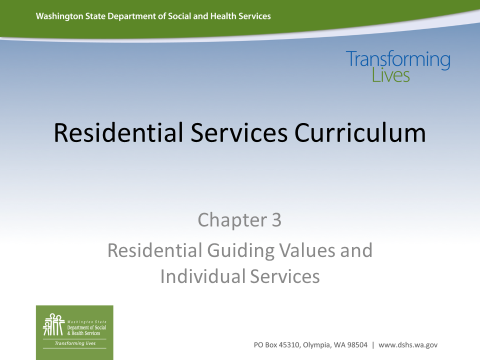 Washington State Department of Social and Health Services
Transforming
Lives
Residential Services Curriculum
Chapter 3
Residential Guiding Values and
Individual Services
Washington State
Department of Social
& Health Services
Transforming lives
PO Box 45310, Olympia, WA 98504 | www.dshs.wa.gov